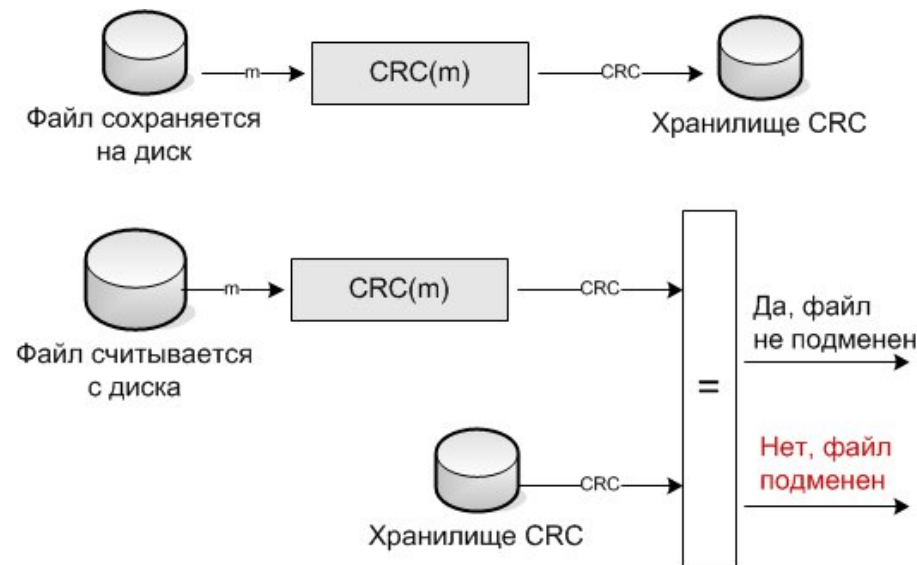 m
CRC(m)
CRC
Файл сохраняется
на диск
Хранилище CRC
m
CRC(m)
CRC
Файл считывается
с диска
=
Да, файл
не подменен
Нет, файл
подменен
CRC
Хранилище CRC